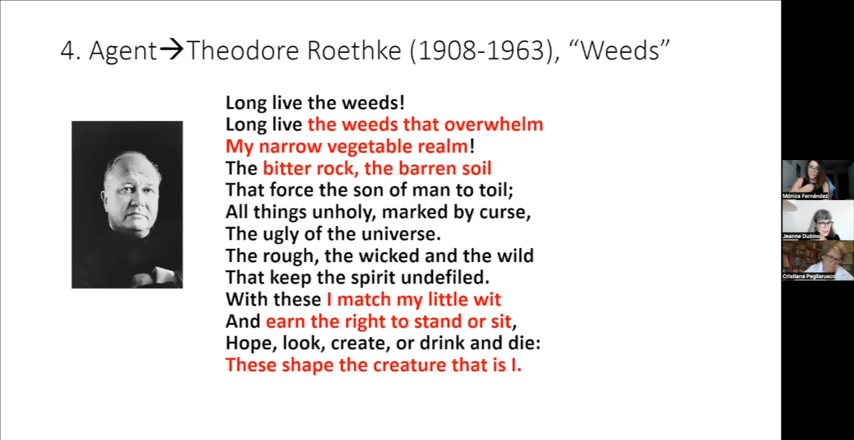 4. Agent→Theodore Roethke (1908-1963), “Weeds”
Long live the weeds!
Long live the weeds that overwhelm
My narrow vegetable realm!
The bitter rock, the barren soil
That force the son of man to toil;
All things unholy, marked by curse,
The ugly of the universe.
The rough, the wicked and the wild
That keep the spirit undefiled.
With these I match my little wit
And earn the right to stand or sit,
Hope, look, create, or drink and die:
These shape the creature that is I.
Mónica Fernández
Jeanne Dubino
Cristiana Pagliarusco